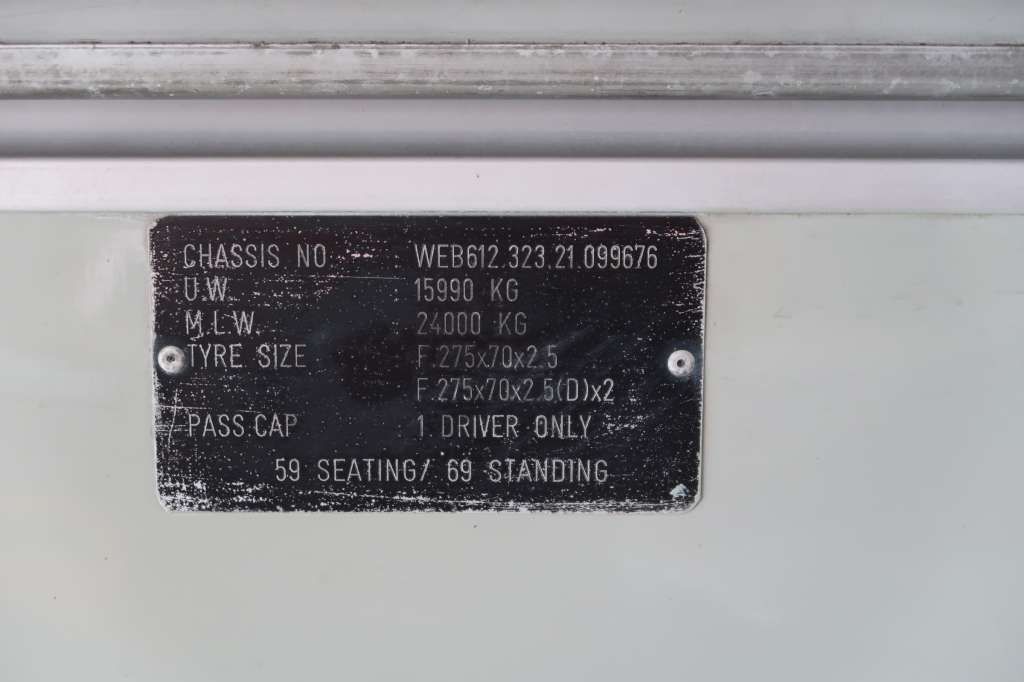 CHASSIS NO WEB612.323.21.099676
U.W. 15990 KG
M.L.W. 24000 KG
TYRE SIZE F.275x70x2.5
F.275x70x2.5(D)x2
PASS.CAP 1 DRIVER ONLY
59 SEATING/ 69 STANDING